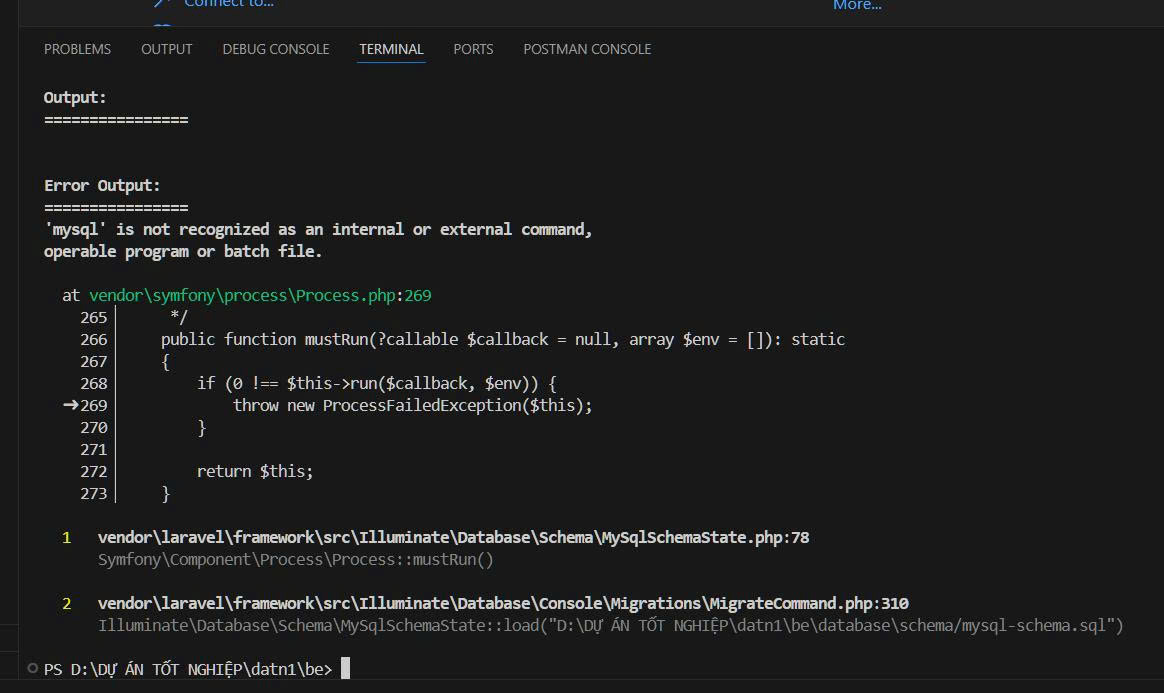 Connect to...
More...
PROBLEMS OUTPUT DEBUG CONSOLE TERMINAL PORTS POSTMAN CONSOLE
Output:
================
Error Output:
================
'mysql' is not recognized as an internal or external command,
operable program or batch file.
at vendor\symfony\process\Process.php:269
265 */
266 public function mustRun(?callable $callback = null, array $env = []): static
267 {
268 if (0 !== $this->run($callback, $env)) {
➜269 throw new ProcessFailedException($this);
270 }
271
272 return $this;
273 }
1 vendor\laravel\framework\src\Illuminate\Database\Schema\MySqlSchemaState.php:78
Symfony\Component\Process\Process::mustRun()
2 vendor\laravel\framework\src\Illuminate\Database\Console\Migrations\MigrateCommand.php:310
Illuminate\Database\Schema\MySqlSchemaState::load("D:\DỰ ÁN TỐT NGHIỆP\datn1\be\database\schema/mysql-schema.sql")
PS D:\DỰ ÁN TỐT NGHIỆP\datn1\be>